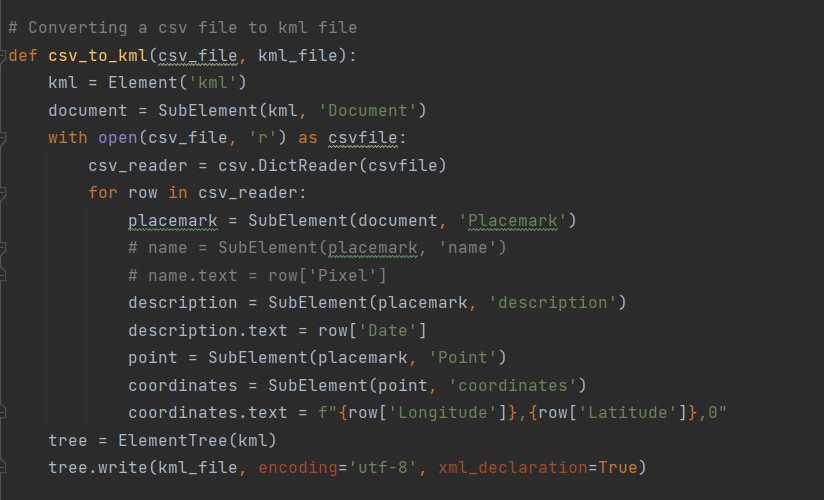 # Converting a csv file to kml file
def csv_to_kml(csv_file, kml_file):
    kml = Element('kml')
    document = SubElement(kml, 'Document')
    with open(csv_file, 'r') as csvfile:
        csv_reader = csv.DictReader(csvfile)
        for row in csv_reader:
            placemark = SubElement(document, 'Placemark')
            # name = SubElement(placemark, 'name')
            # name.text = row['Pixel']
            description = SubElement(placemark, 'description')
            description.text = row['Date']
            point = SubElement(placemark, 'Point')
            coordinates = SubElement(point, 'coordinates')
            coordinates.text = f"{row['Longitude']},{row['Latitude']},0"
    tree = ElementTree(kml)
    tree.write(kml_file, encoding='utf-8', xml_declaration=True)